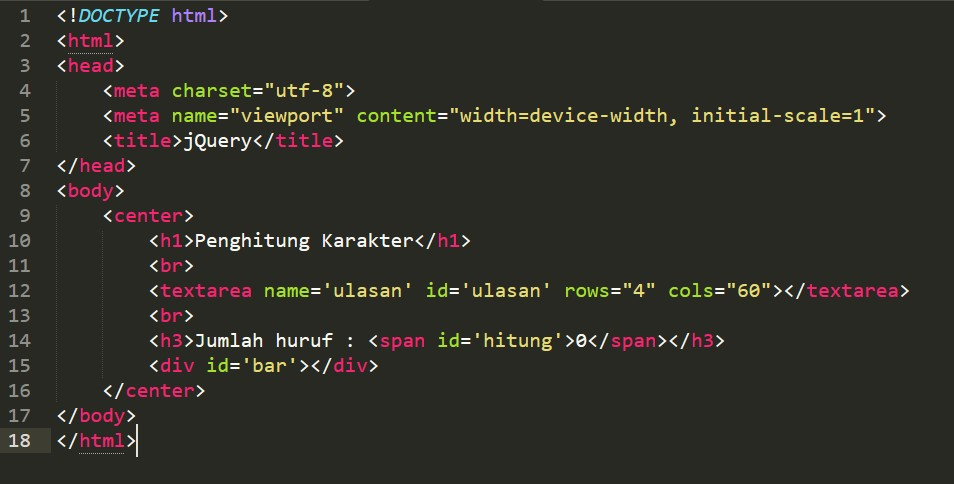 1 <!DOCTYPE html>
2 <html>
3 <head>
4     <meta charset="utf-8">
5     <meta name="viewport" content="width=device-width, initial-scale=1">
6     <title>jQuery</title>
7 </head>
8 <body>
9     <center>
10         <h1>Penghitung Karakter</h1>
11         <br>
12         <textarea name='ulasan' id='ulasan' rows="4" cols="60"></textarea>
13         <br>
14         <h3>Jumlah huruf : <span id='hitung'>0</span></h3>
15         <div id='bar'></div>
16     </center>
17 </body>
18 </html>